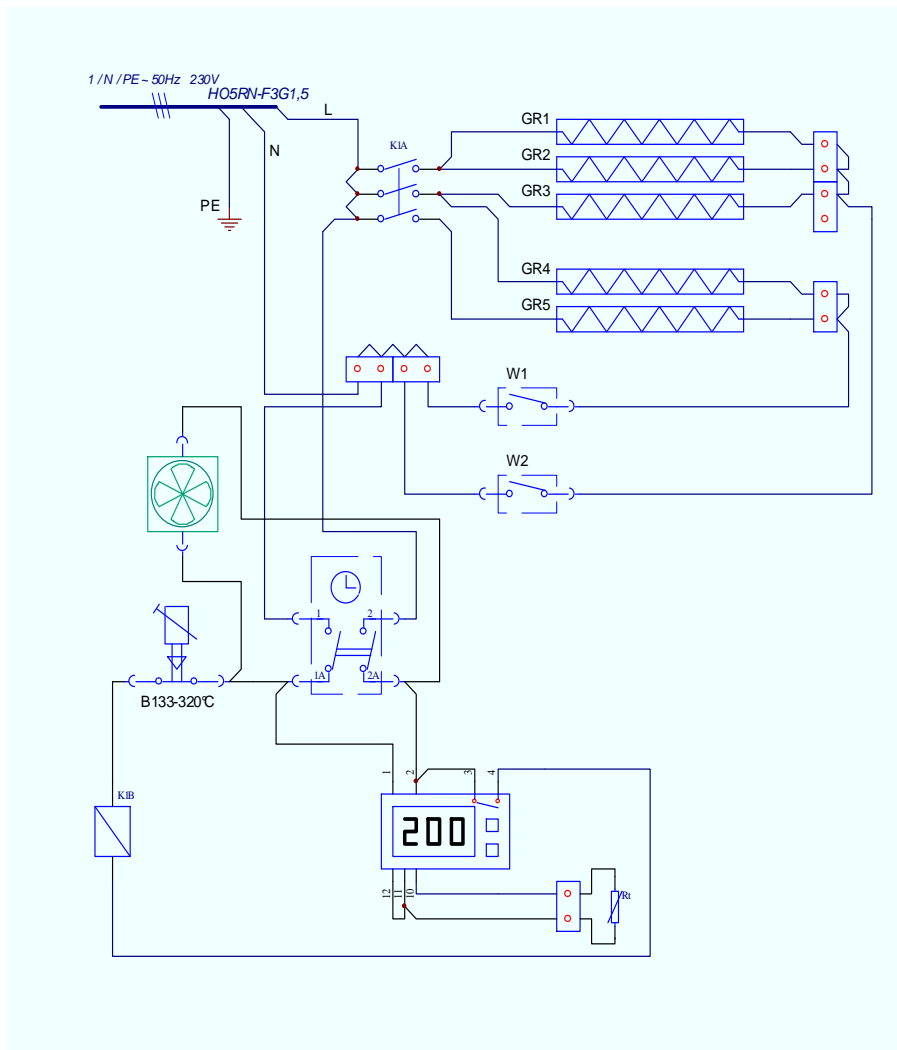 1 / N / PE ~ 50Hz 230V
HO5RN-F3G1,5
L
N
PE
K1A
GR1
GR2
GR3
GR4
GR5
W1
W2
1
2
1A
2A
B133-320°C
1
2
3
4
K1B
200
12
11
10
Rt